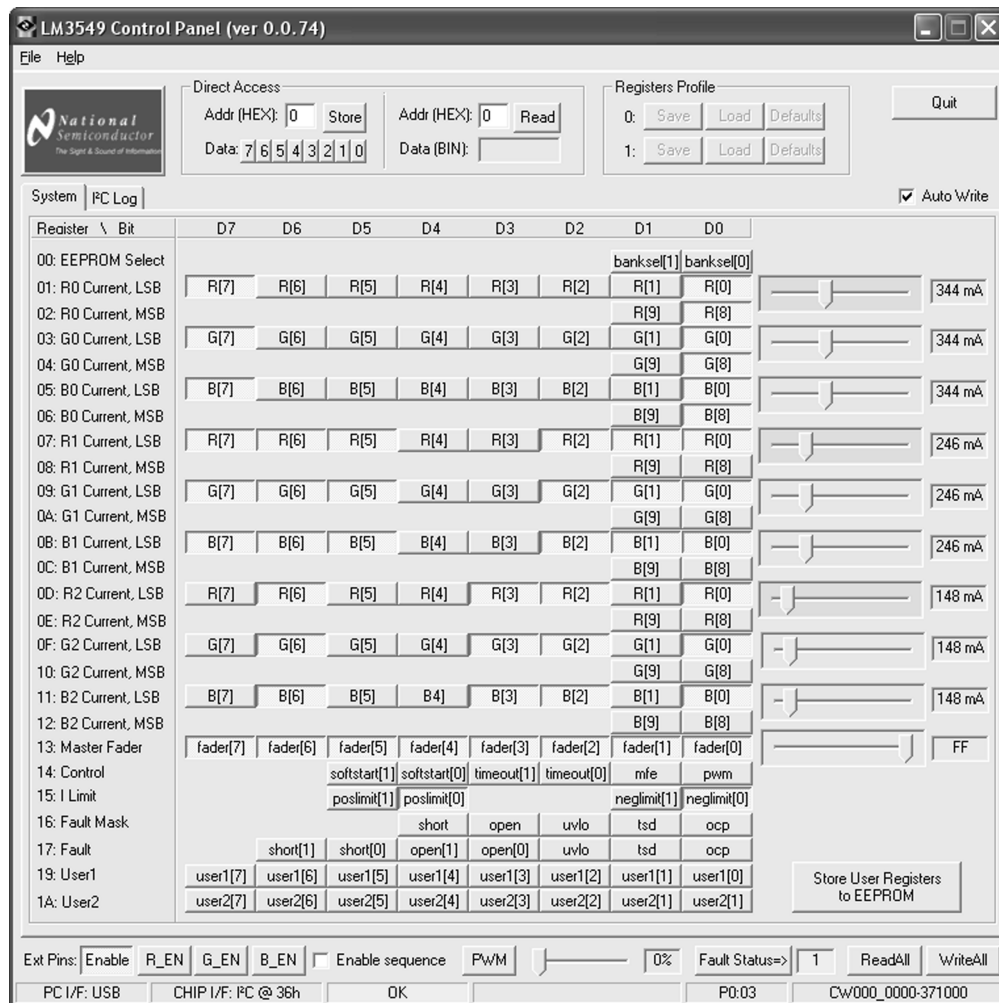 LM3549 Control Panel (ver 0.0.74)
File Help
National
Semiconductor
The Sight & Sound of Information
Direct Access
Addr (HEX): 0 Store
Data: 7 6 5 4 3 2 1 0
Addr (HEX): 0 Read
Data (BIN):
Registers Profile
0: Save Load Defaults
1: Save Load Defaults
Quit
System I²C Log
Auto Write
Register \ Bit D7 D6 D5 D4 D3 D2 D1 D0
00: EEPROM Select banksel[1] banksel[0]
01: R0 Current, LSB R[7] R[6] R[5] R[4] R[3] R[2] R[1] R[0] 344 mA
02: R0 Current, MSB R[9] R[8]
03: G0 Current, LSB G[7] G[6] G[5] G[4] G[3] G[2] G[1] G[0] 344 mA
04: G0 Current, MSB G[9] G[8]
05: B0 Current, LSB B[7] B[6] B[5] B[4] B[3] B[2] B[1] B[0] 344 mA
06: B0 Current, MSB B[9] B[8]
07: R1 Current, LSB R[7] R[6] R[5] R[4] R[3] R[2] R[1] R[0] 246 mA
08: R1 Current, MSB R[9] R[8]
09: G1 Current, LSB G[7] G[6] G[5] G[4] G[3] G[2] G[1] G[0] 246 mA
0A: G1 Current, MSB G[9] G[8]
0B: B1 Current, LSB B[7] B[6] B[5] B[4] B[3] B[2] B[1] B[0] 246 mA
0C: B1 Current, MSB B[9] B[8]
0D: R2 Current, LSB R[7] R[6] R[5] R[4] R[3] R[2] R[1] R[0] 148 mA
0E: R2 Current, MSB R[9] R[8]
0F: G2 Current, LSB G[7] G[6] G[5] G[4] G[3] G[2] G[1] G[0] 148 mA
10: G2 Current, MSB G[9] G[8]
11: B2 Current, LSB B[7] B[6] B[5] B4] B[3] B[2] B[1] B[0] 148 mA
12: B2 Current, MSB B[9] B[8]
13: Master Fader fader[7] fader[6] fader[5] fader[4] fader[3] fader[2] fader[1] fader[0] FF
14: Control softstart[1] softstart[0] timeout[1] timeout[0] mfe pwm
15: I Limit poslimit[1] poslimit[0] neglimit[1] neglimit[0]
16: Fault Mask short open uvlo tsd ocp
17: Fault short[1] short[0] open[1] open[0] uvlo tsd ocp
19: User1 user1[7] user1[6] user1[5] user1[4] user1[3] user1[2] user1[1] user1[0]
1A: User2 user2[7] user2[6] user2[5] user2[4] user2[3] user2[2] user2[1] user2[1]
Store User Registers
to EEPROM
Ext Pins: Enable R_EN G_EN B_EN Enable sequence PWM 0% Fault Status=> 1 ReadAll WriteAll
PC I/F: USB CHIP I/F: I²C @ 36h OK P0:03 CW000_0000-371000